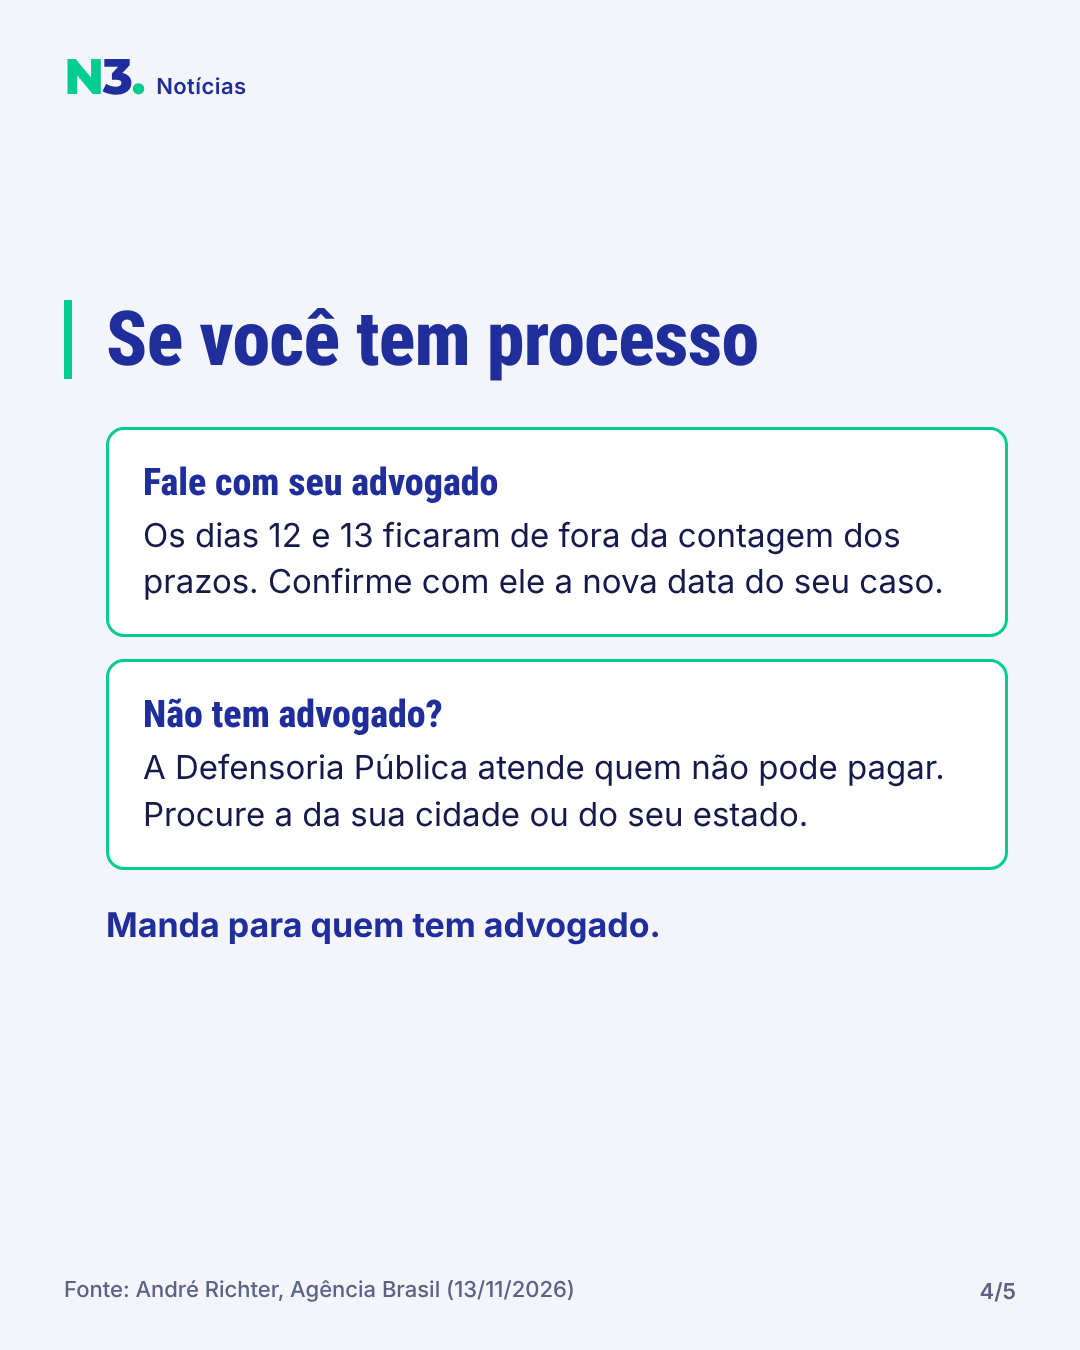 N3. Notícias
Se você tem processo
Fale com seu advogado
Os dias 12 e 13 ficaram de fora da contagem dos
prazos. Confirme com ele a nova data do seu caso.
Não tem advogado?
A Defensoria Pública atende quem não pode pagar.
Procure a da sua cidade ou do seu estado.
Manda para quem tem advogado.
Fonte: André Richter, Agência Brasil (13/11/2026)
4/5